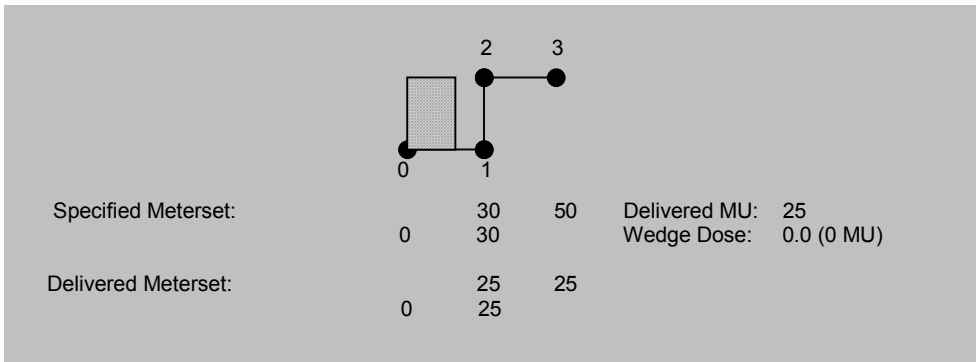 2 3
0 1
Specified Meterset: 30 50 Delivered MU: 25
0 30 Wedge Dose: 0.0 (0 MU)
Delivered Meterset: 25 25
0 25